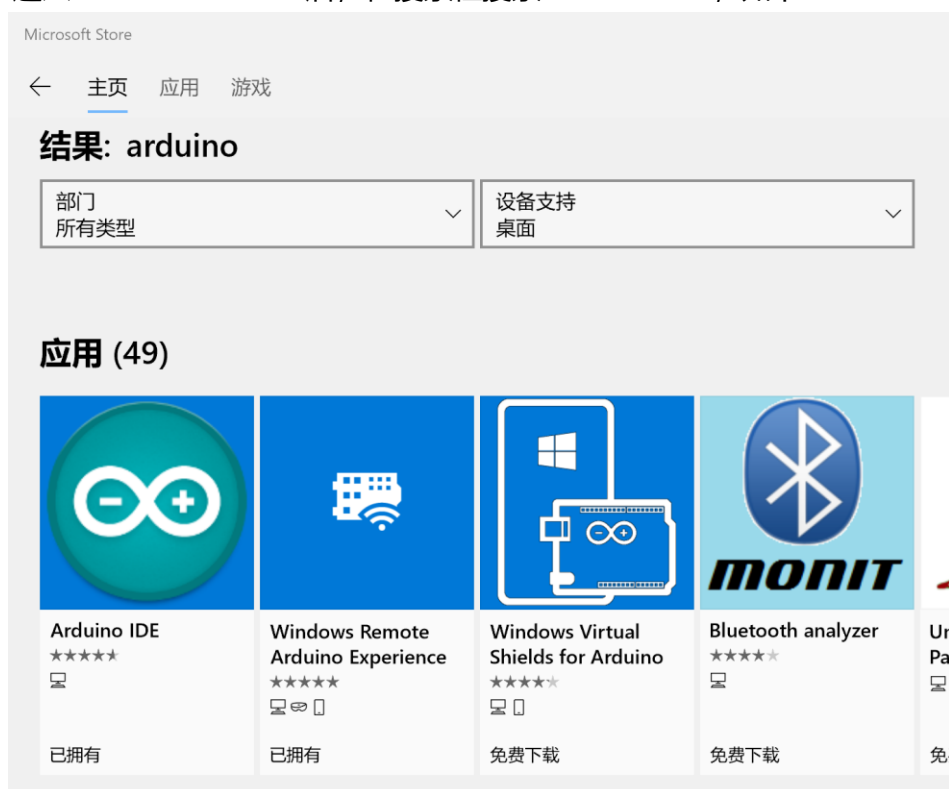 Microsoft Store
主页 应用 游戏
结果: arduino
部门
所有类型
设备支持
桌面
应用 (49)
MONIT
Arduino IDE
已拥有
Windows Remote
Arduino Experience
已拥有
Windows Virtual
Shields for Arduino
免费下载
Bluetooth analyzer
免费下载